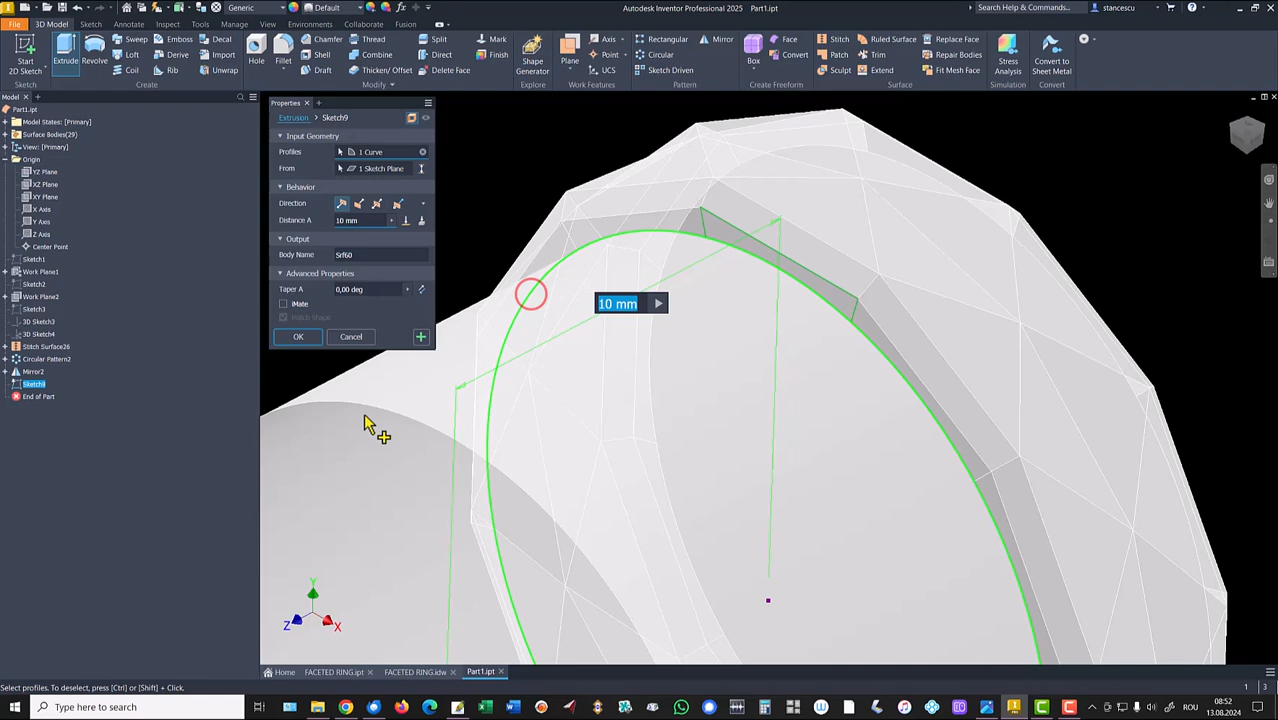 Generic
Default
fx
Autodesk Inventor Professional 2025 Part1.ipt
Search Help & Commands...
stancescu
File
3D Model
Sketch
Annotate
Inspect
Tools
Manage
View
Environments
Collaborate
Fusion
Start 2D Sketch
Extrude
Revolve
Sweep
Loft
Coil
Emboss
Derive
Rib
Decal
Import
Unwrap
Hole
Fillet
Chamfer
Shell
Draft
Thread
Combine
Thicken/ Offset
Split
Direct
Delete Face
Mark
Finish
Shape Generator
Plane
Axis
Point
UCS
Rectangular
Circular
Sketch Driven
Mirror
Box
Face
Convert
Stitch
Patch
Sculpt
Ruled Surface
Trim
Extend
Replace Face
Repair Bodies
Fit Mesh Face
Stress Analysis
Convert to Sheet Metal
Sketch
Create
Modify
Explore
Work Features
Pattern
Create Freeform
Surface
Simulation
Convert
Model
Part1.ipt
Model States: [Primary]
Surface Bodies(29)
View: [Primary]
Origin
YZ Plane
XZ Plane
XY Plane
X Axis
Y Axis
Z Axis
Center Point
Sketch1
Work Plane1
Sketch2
Work Plane2
Sketch3
3D Sketch3
3D Sketch4
Stitch Surface26
Circular Pattern2
Mirror2
Sketch9
End of Part
Properties
Extrusion > Sketch9
Input Geometry
Profiles 1 Curve
From 1 Sketch Plane
Behavior
Direction
Distance A 10 mm
Output
Body Name Srf60
Advanced Properties
Taper A 0,00 deg
iMate
Match Shape
OK Cancel
10 mm
Y
Z X
Home
FACETED RING.ipt
FACETED RING.idw
Part1.ipt
Select profiles. To deselect, press [Ctrl] or [Shift] + Click.
1 3
Type here to search
ROU
08:52
13.08.2024